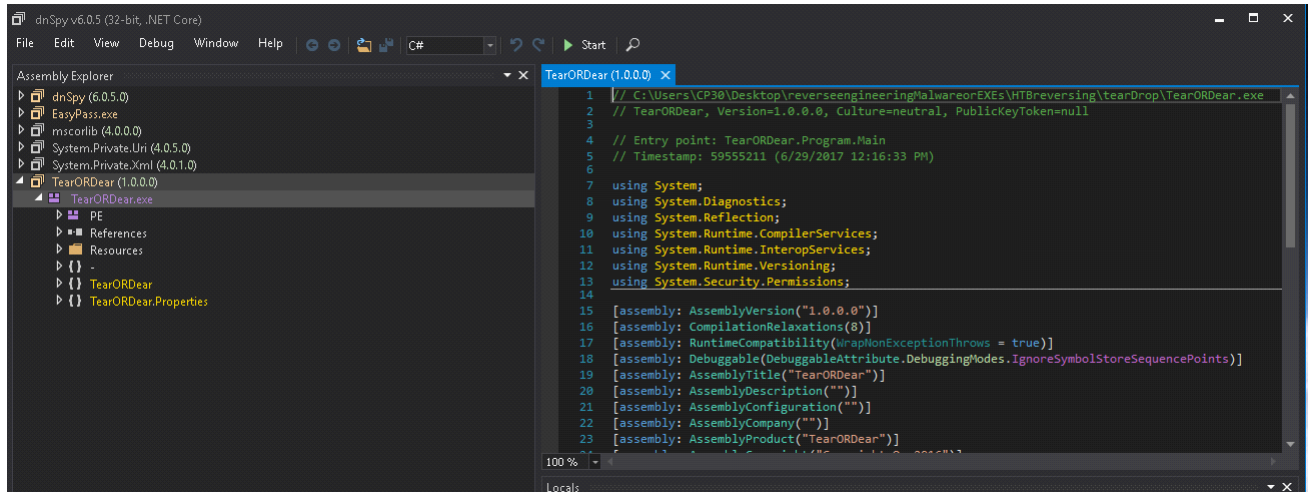 dnSpy v6.0.5 (32-bit, .NET Core)
File Edit View Debug Window Help C# Start
Assembly Explorer
dnSpy (6.0.5.0)
EasyPass.exe
mscorlib (4.0.0.0)
System.Private.Uri (4.0.5.0)
System.Private.Xml (4.0.1.0)
TearORDear (1.0.0.0)
TearORDear.exe
PE
References
Resources
{ } -
{ } TearORDear
{ } TearORDear.Properties
TearORDear (1.0.0.0)
1 // C:\Users\CP30\Desktop\reverseengineeringMalwareorEXEs\HTBreversing\tearDrop\TearORDear.exe
2 // TearORDear, Version=1.0.0.0, Culture=neutral, PublicKeyToken=null
3
4 // Entry point: TearORDear.Program.Main
5 // Timestamp: 59555211 (6/29/2017 12:16:33 PM)
6
7 using System;
8 using System.Diagnostics;
9 using System.Reflection;
10 using System.Runtime.CompilerServices;
11 using System.Runtime.InteropServices;
12 using System.Runtime.Versioning;
13 using System.Security.Permissions;
14
15 [assembly: AssemblyVersion("1.0.0.0")]
16 [assembly: CompilationRelaxations(8)]
17 [assembly: RuntimeCompatibility(WrapNonExceptionThrows = true)]
18 [assembly: Debuggable(DebuggableAttribute.DebuggingModes.IgnoreSymbolStoreSequencePoints)]
19 [assembly: AssemblyTitle("TearORDear")]
20 [assembly: AssemblyDescription("")]
21 [assembly: AssemblyConfiguration("")]
22 [assembly: AssemblyCompany("")]
23 [assembly: AssemblyProduct("TearORDear")]
100 %
Locals